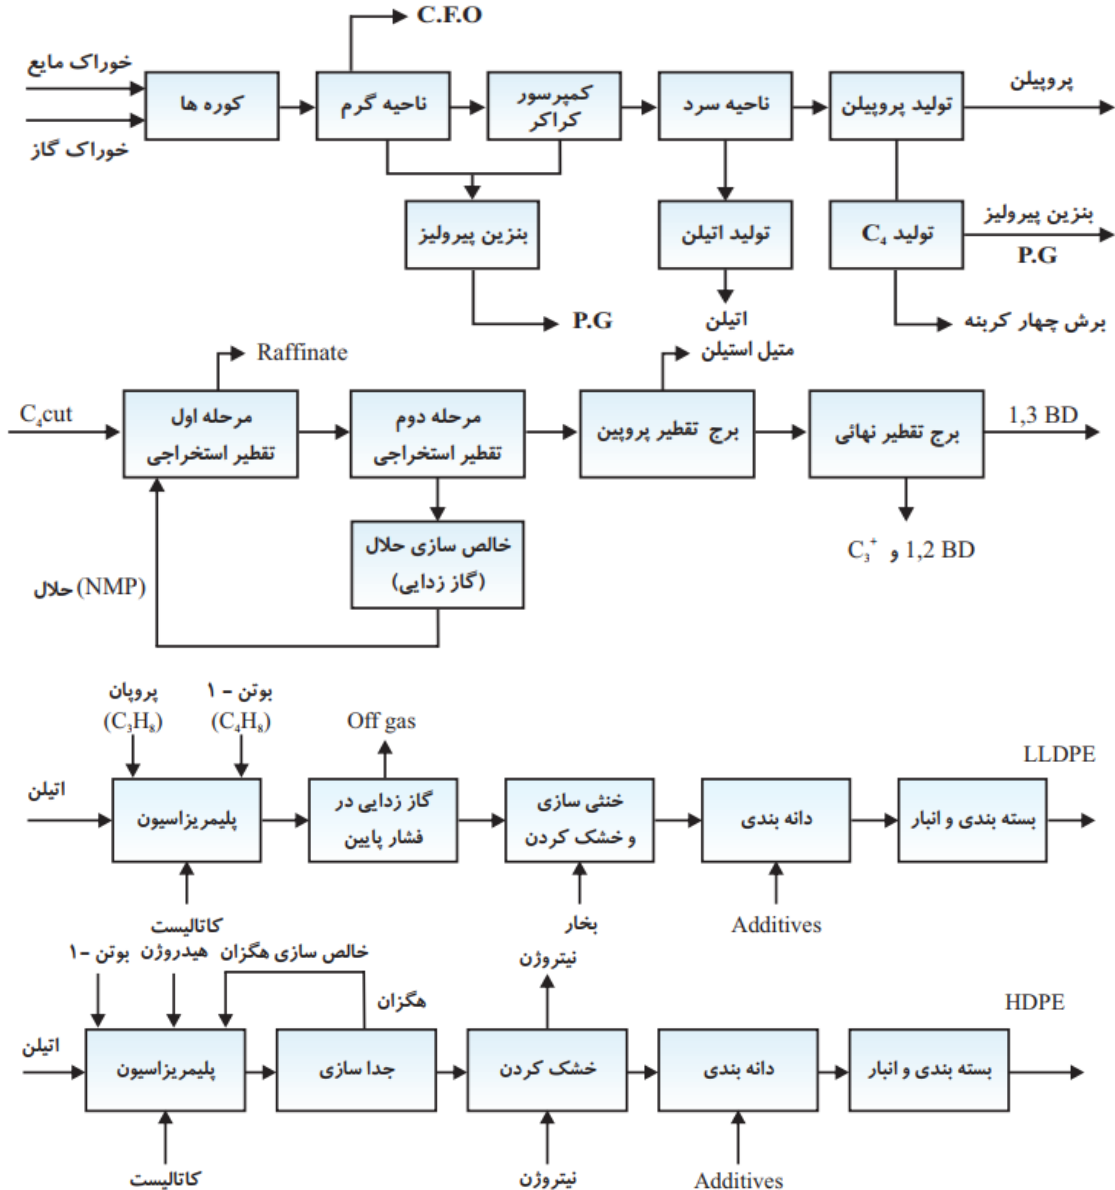 C.F.O
خوراک مایع
خوراک گاز
کوره ها
ناحیه گرم
کمپرسور
کراکر
ناحیه سرد
تولید پروپیلن
پروپیلن
بنزین پیرولیز
تولید اتیلن
تولید C₄
بنزین پیرولیز
P.G
P.G
اتیلن
برش چهار کربنه
Raffinate
متیل استیلن
C₄cut
مرحله اول
تقطیر استخراجی
مرحله دوم
تقطیر استخراجی
برج تقطیر پروپین
برج تقطیر نهائی
1,3 BD
خالص سازی حلال
(گاز زدایی)
حلال (NMP)
C₃⁺ و 1,2 BD
پروپان
(C₃H₈)
بوتن - ۱
(C₄H₈)
Off gas
LLDPE
اتیلن
پلیمریزاسیون
گاز زدایی در
فشار پایین
خنثی سازی
و خشک کردن
دانه بندی
بسته بندی و انبار
کاتالیست
بخار
Additives
بوتن -۱
هیدروژن
خالص سازی هگزان
هگزان
نیتروژن
HDPE
اتیلن
پلیمریزاسیون
جدا سازی
خشک کردن
دانه بندی
بسته بندی و انبار
کاتالیست
نیتروژن
Additives